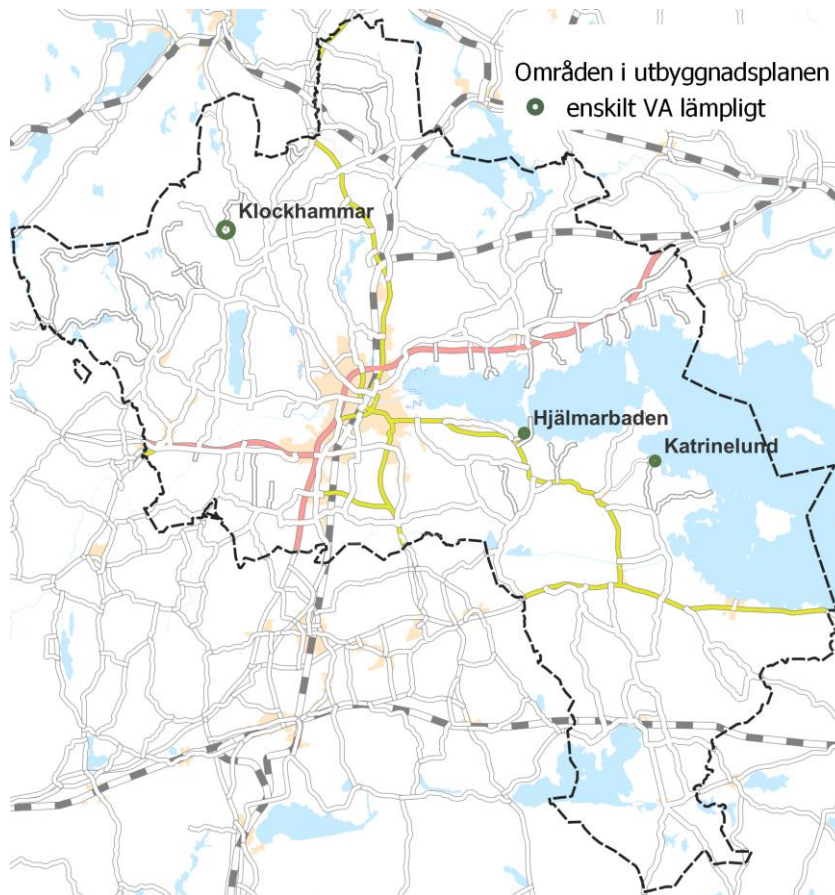 Områden i utbyggnadsplanen
enskilt VA lämpligt
Klockhammar
Hjälmarbaden
Katrinelund